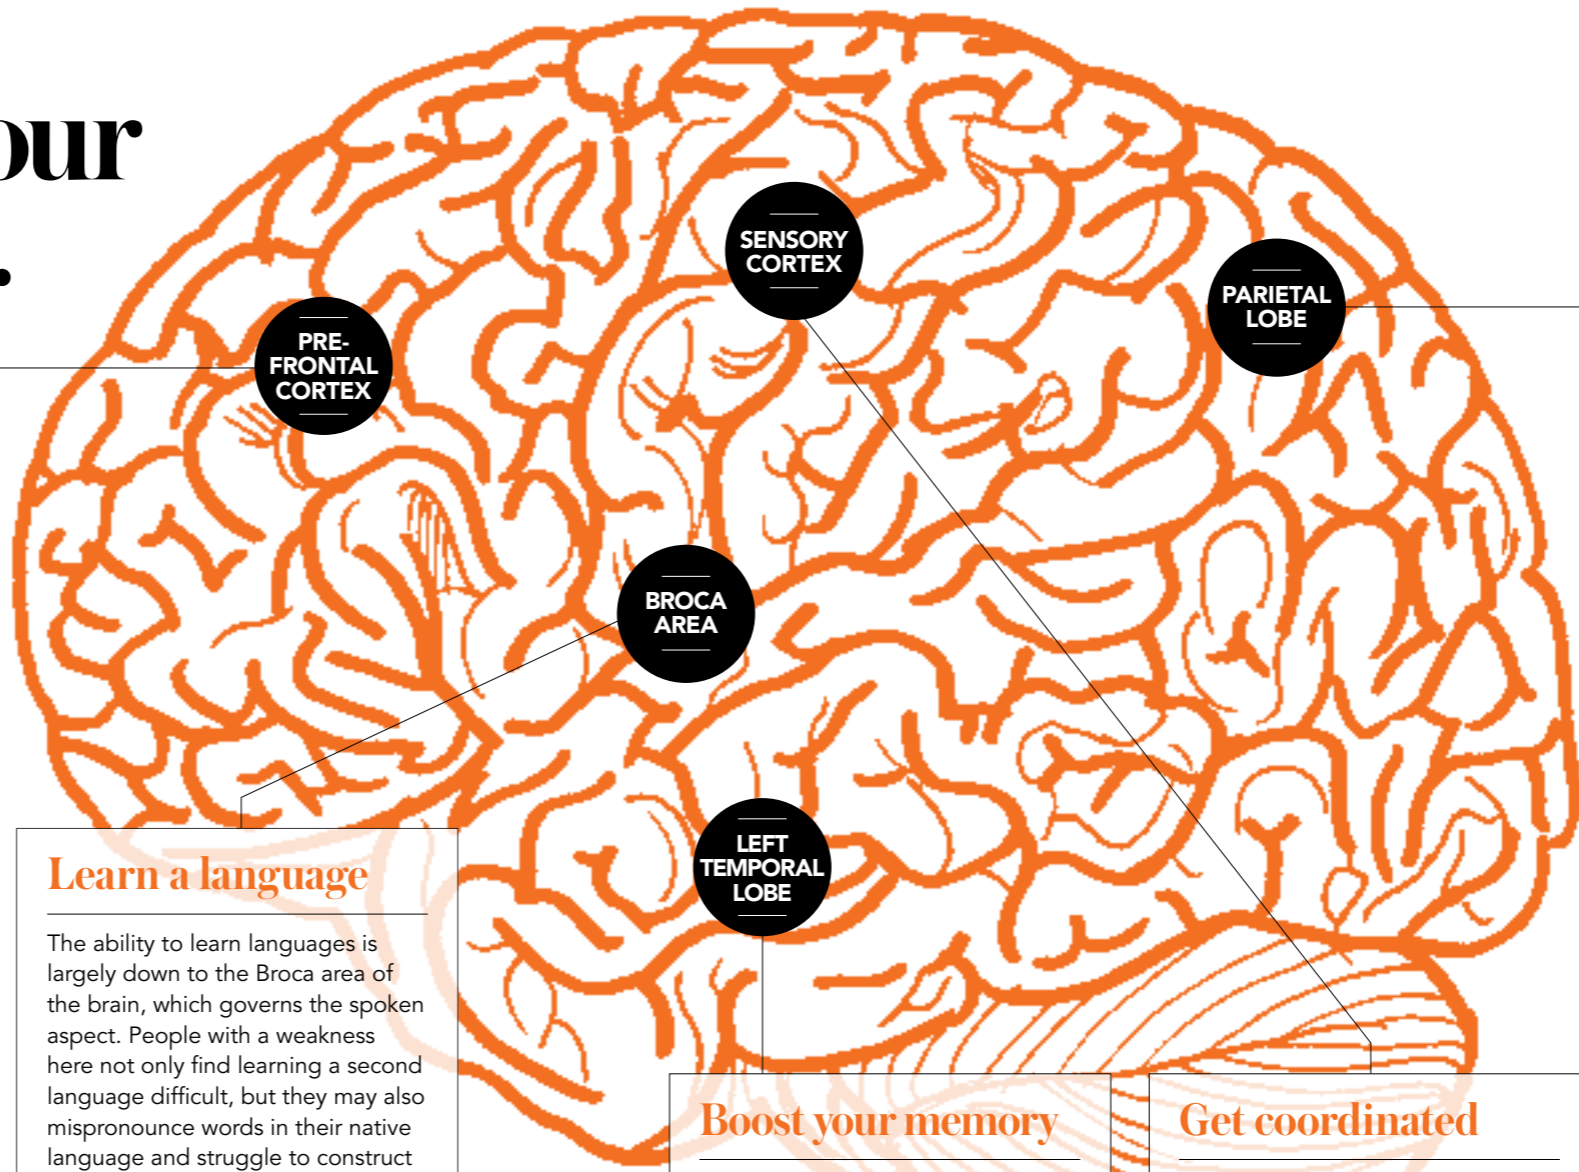 our
.
SENSORY
CORTEX
PARIETAL
LOBE
PRE-
FRONTAL
CORTEX
BROCA
AREA
LEFT
TEMPORAL
LOBE
Learn a language
The ability to learn languages is
largely down to the Broca area of
the brain, which governs the spoken
aspect. People with a weakness
here not only find learning a second
language difficult, but they may also
mispronounce words in their native
language and struggle to construct
Boost your memory
Get coordinated